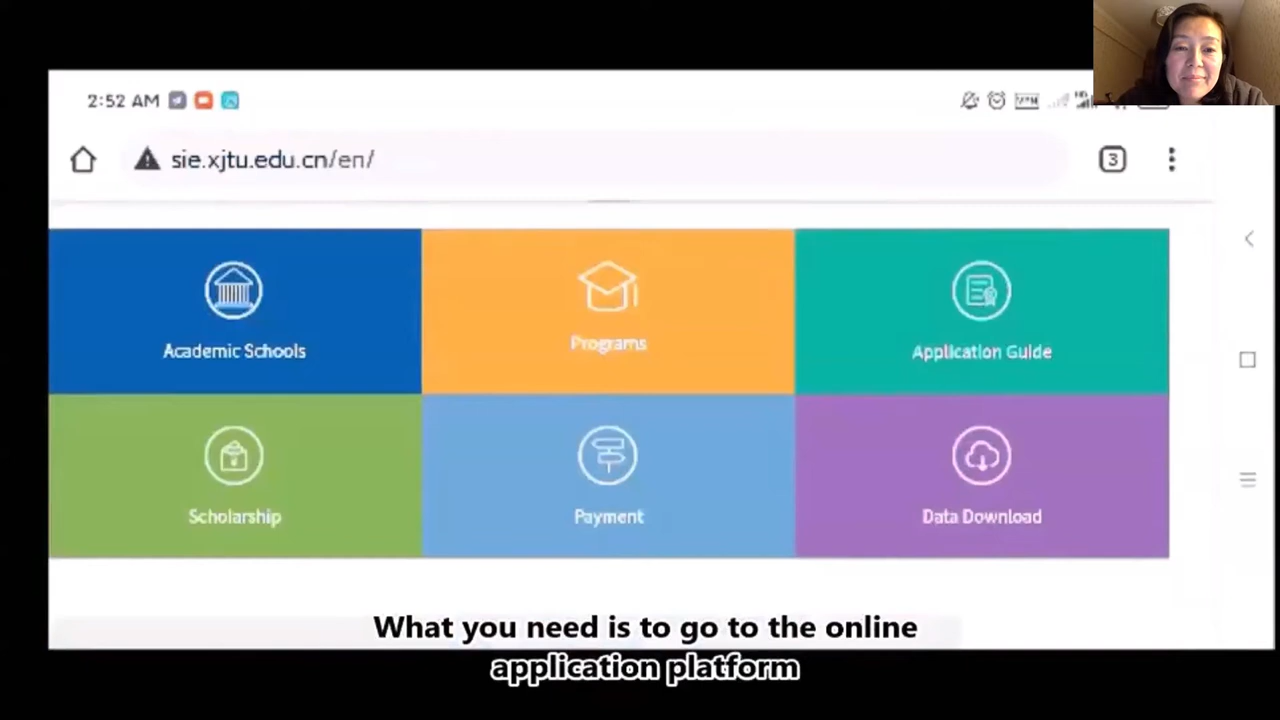 2:52 AM
sie.xjtu.edu.cn/en/
3
Academic Schools
Programs
Application Guide
Scholarship
Payment
Data Download
What you need is to go to the online
application platform